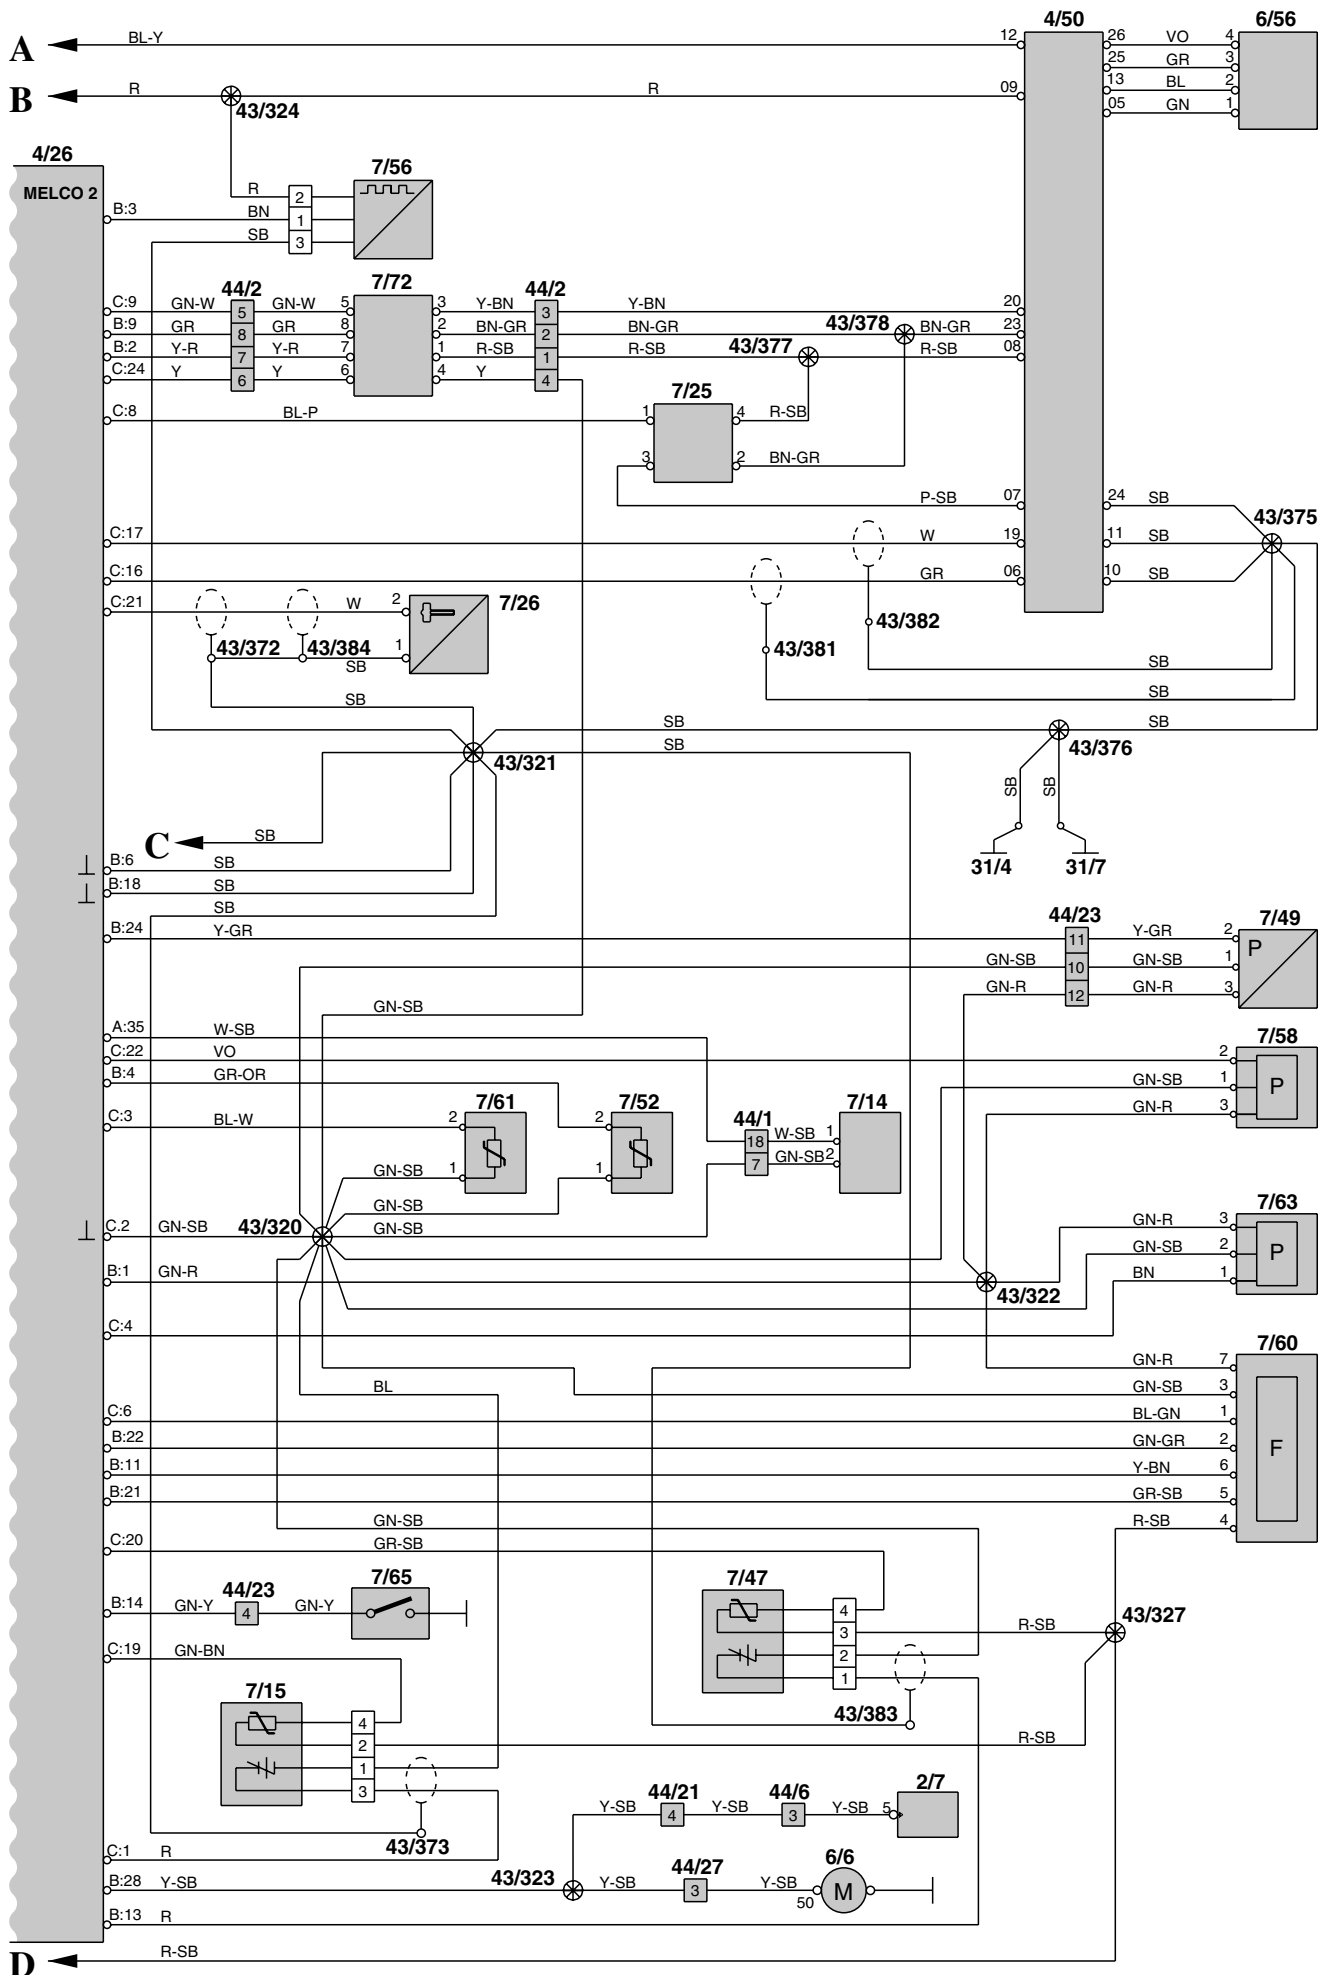 4/50 6/56
A BL-Y 12 26 VO 4
25 GR 3
B R R 09 13 BL 2
43/324 05 GN 1
4/26
MELCO 2
7/56
R 2
B:3 BN 1
SB 3
44/2 7/72 44/2
C:9 GN-W 5 GN-W 5 3 Y-BN 3 Y-BN 20
B:9 GR 8 GR 8 2 BN-GR 2 BN-GR 43/378 BN-GR 23
B:2 Y-R 7 Y-R 7 1 R-SB 1 R-SB 43/377 R-SB 08
C:24 Y 6 Y 6 4 Y 4
7/25
C:8 BL-P 1 4 R-SB
3 2 BN-GR
P-SB 07 24 SB
43/375
C:17 W 19 11 SB
C:16 GR 06 10 SB
C:21 W 2 7/26
43/382
43/372 43/384 1 43/381
SB SB
SB SB
SB SB
43/321 SB 43/376
SB SB
C SB
31/4 31/7
B:6 SB
B:18 SB
SB
44/23 7/49
B:24 Y-GR 11 Y-GR 2 P
GN-SB 10 GN-SB 1
GN-R 12 GN-R 3
GN-SB
A:35 W-SB 7/58
C:22 VO 2
B:4 GR-OR GN-SB 1 P
7/61 7/52 44/1 7/14 GN-R 3
C:3 BL-W 2 2 18 W-SB 1
GN-SB 1 1 7 GN-SB 2
GN-SB 7/63
C.2 GN-SB 43/320 GN-SB GN-R 3
GN-SB 2 P
B:1 GN-R 43/322 BN 1
C:4
7/60
GN-R 7
BL GN-SB 3
C:6 BL-GN 1
B:22 GN-GR 2 F
B:11 Y-BN 6
B:21 GR-SB 5
GN-SB R-SB 4
C:20 GR-SB
44/23 7/65 7/47
B:14 GN-Y 4 GN-Y 4
3 R-SB 43/327
C:19 GN-BN 2
1
7/15 43/383
4
2 R-SB
1
3 44/21 44/6 2/7
Y-SB 4 Y-SB 3 Y-SB 5
43/373
C:1 R
44/27 6/6
B:28 Y-SB 43/323 Y-SB 3 Y-SB 50 M
B:13 R
D R-SB